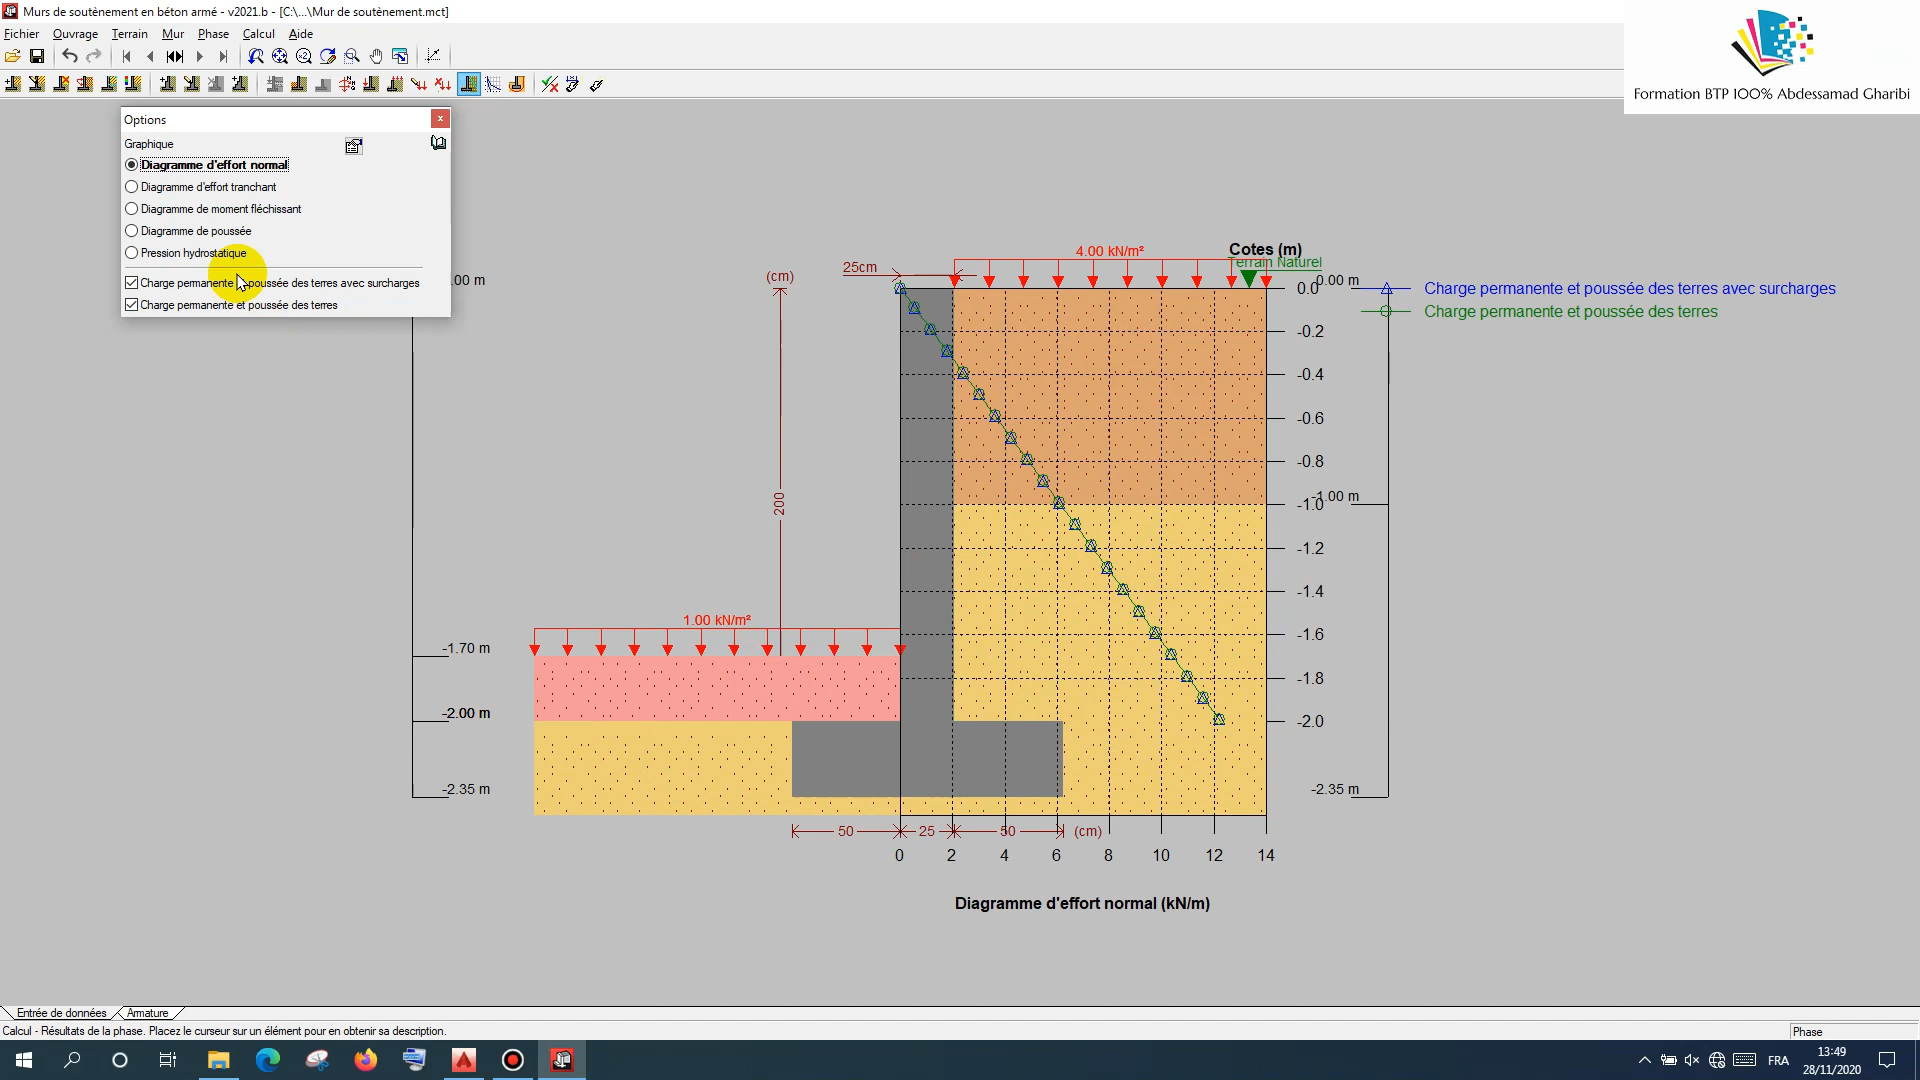 Murs de soutènement en béton armé - v2021.b - [C:\...\Mur de soutènement.mct]
Fichier Ouvrage Terrain Mur Phase Calcul Aide
Formation BTP 100% Abdessamad Gharibi
Options
Graphique
Diagramme d'effort normal
Diagramme d'effort tranchant
Diagramme de moment fléchissant
Diagramme de poussée
Pression hydrostatique
Charge permanente et poussée des terres avec surcharges
Charge permanente et poussée des terres
.00 m
(cm)
25cm
4.00 kN/m²
Cotes (m)
Terrain Naturel
0.0
0.00 m
Charge permanente et poussée des terres avec surcharges
Charge permanente et poussée des terres
-0.2
-0.4
-0.6
-0.8
-1.0
-1.00 m
200
-1.2
-1.4
1.00 kN/m²
-1.6
-1.70 m
-1.8
-2.00 m
-2.0
-2.35 m
-2.35 m
50 25 50 (cm)
0 2 4 6 8 10 12 14
Diagramme d'effort normal (kN/m)
Entrée de données Armature
Calcul - Résultats de la phase. Placez le curseur sur un élément pour en obtenir sa description.
Phase
FRA
13:49
28/11/2020